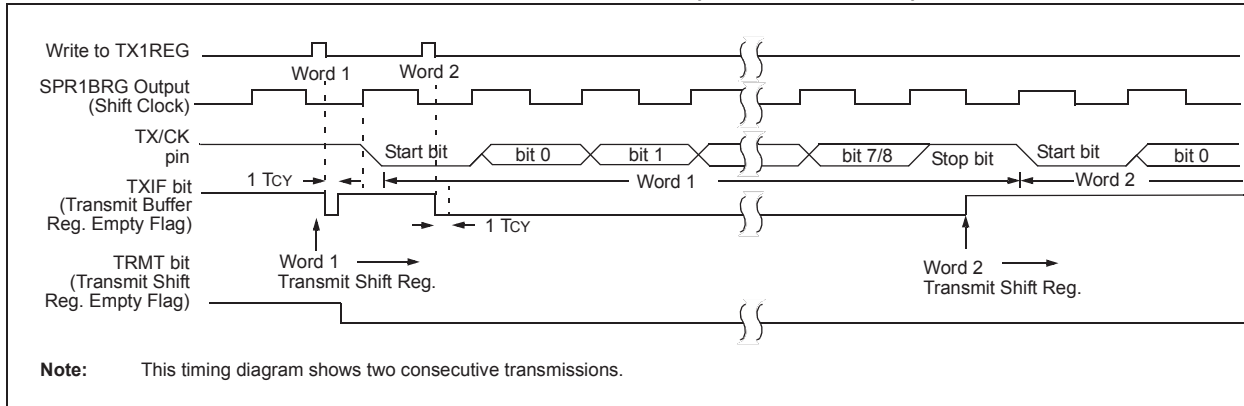 Write to TX1REG
Word 1
Word 2
SPR1BRG Output
(Shift Clock)
TX/CK
pin
Start bit
bit 0
bit 1
bit 7/8
Stop bit
Start bit
bit 0
1 TCY
Word 1
Word 2
TXIF bit
(Transmit Buffer
Reg. Empty Flag)
1 TCY
Word 1
Transmit Shift Reg.
Word 2
Transmit Shift Reg.
TRMT bit
(Transmit Shift
Reg. Empty Flag)
Note: This timing diagram shows two consecutive transmissions.